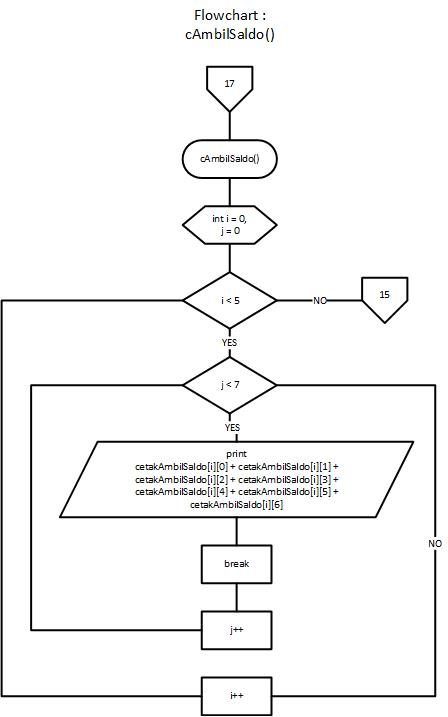 Flowchart :
cAmbilSaldo()
17
cAmbilSaldo()
int i = 0,
j = 0
i < 5
NO
15
YES
j < 7
YES
print
cetakAmbilSaldo[i][0] + cetakAmbilSaldo[i][1] +
cetakAmbilSaldo[i][2] + cetakAmbilSaldo[i][3] +
cetakAmbilSaldo[i][4] + cetakAmbilSaldo[i][5] +
cetakAmbilSaldo[i][6]
NO
break
j++
i++